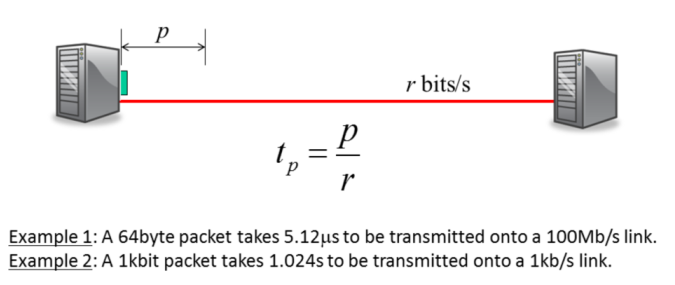 p
r bits/s
t_p = p/r
Example 1: A 64byte packet takes 5.12μs to be transmitted onto a 100Mb/s link.
Example 2: A 1kbit packet takes 1.024s to be transmitted onto a 1kb/s link.